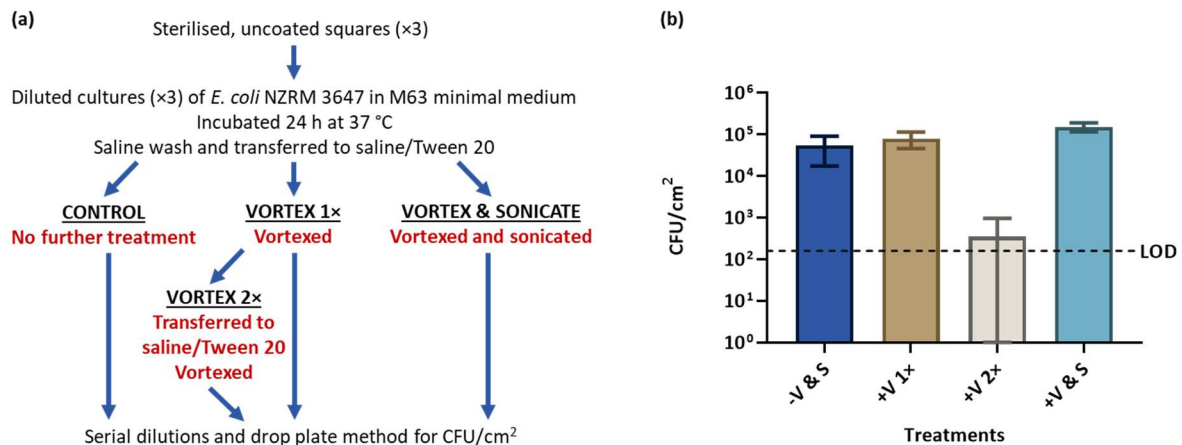 (a)
Sterilised, uncoated squares (×3)
Diluted cultures (×3) of E. coli NZRM 3647 in M63 minimal medium
Incubated 24 h at 37 °C
Saline wash and transferred to saline/Tween 20
CONTROL
No further treatment
VORTEX 1×
Vortexed
VORTEX & SONICATE
Vortexed and sonicated
VORTEX 2×
Transferred to
saline/Tween 20
Vortexed
Serial dilutions and drop plate method for CFU/cm²
(b)
CFU/cm²
10⁶
10⁵
10⁴
10³
10²
10¹
10⁰
LOD
-V & S
+V 1×
+V 2×
+V & S
Treatments